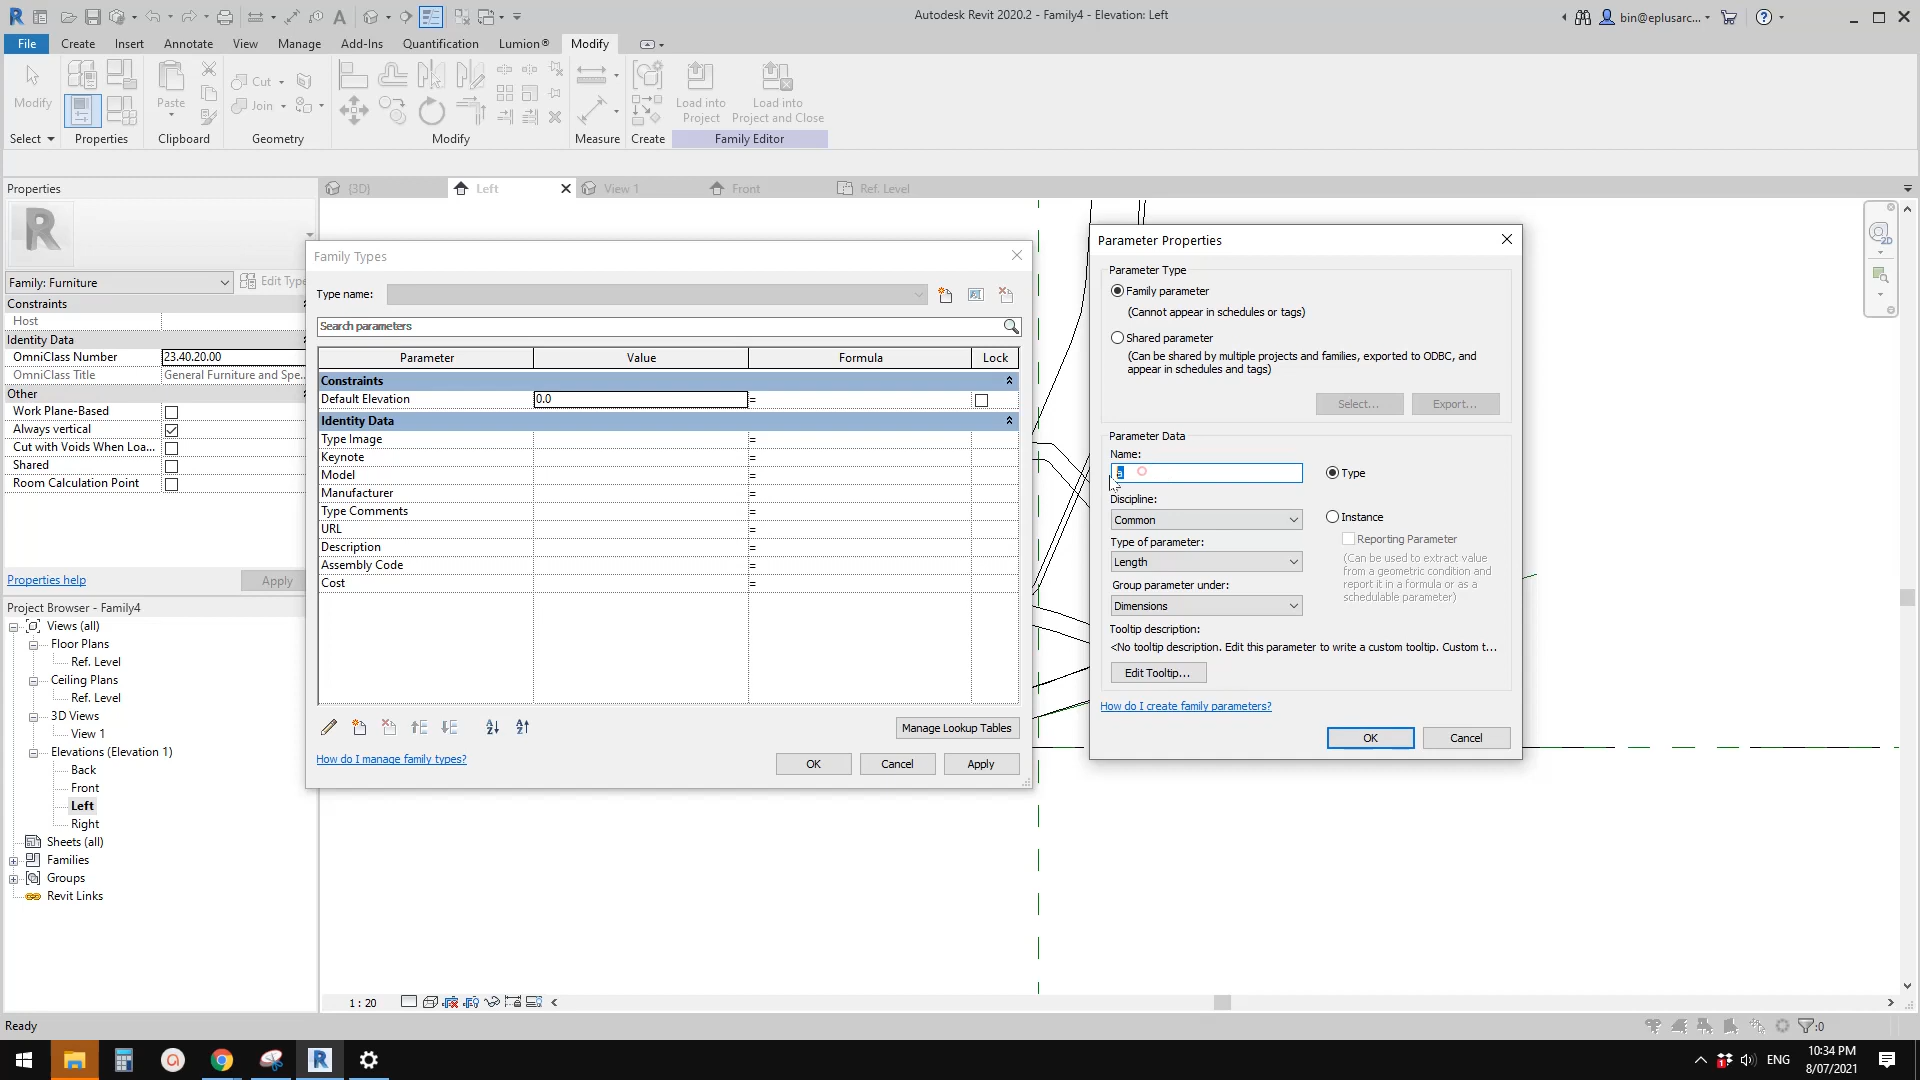 Autodesk Revit 2020.2 - Family4 - Elevation: Left
bin@eplusarc...
File
Create
Insert
Annotate
View
Manage
Add-Ins
Quantification
Lumion®
Modify
Modify
Paste
Cut
Join
Load into
Project
Load into
Project and Close
Select
Properties
Clipboard
Geometry
Modify
Measure
Create
Family Editor
Properties
{3D}
Left
View 1
Front
Ref. Level
Family: Furniture
Edit Type
Constraints
Host
Identity Data
OmniClass Number
23.40.20.00
OmniClass Title
General Furniture and Spe...
Other
Work Plane-Based
Always vertical
Cut with Voids When Loa...
Shared
Room Calculation Point
Properties help
Apply
Project Browser - Family4
Views (all)
Floor Plans
Ref. Level
Ceiling Plans
Ref. Level
3D Views
View 1
Elevations (Elevation 1)
Back
Front
Left
Right
Sheets (all)
Families
Groups
Revit Links
Family Types
Type name:
Search parameters
Parameter
Value
Formula
Lock
Constraints
Default Elevation
0.0
=
Identity Data
Type Image
=
Keynote
=
Model
=
Manufacturer
=
Type Comments
=
URL
=
Description
=
Assembly Code
=
Cost
=
Manage Lookup Tables
How do I manage family types?
OK
Cancel
Apply
Parameter Properties
Parameter Type
Family parameter
(Cannot appear in schedules or tags)
Shared parameter
(Can be shared by multiple projects and families, exported to ODBC, and
appear in schedules and tags)
Select...
Export...
Parameter Data
Name:
a
Type
Discipline:
Common
Instance
Type of parameter:
Reporting Parameter
Length
(Can be used to extract value
from a geometric condition and
report it in a formula or as a
schedulable parameter)
Group parameter under:
Dimensions
Tooltip description:
<No tooltip description. Edit this parameter to write a custom tooltip. Custom t...
Edit Tooltip...
How do I create family parameters?
OK
Cancel
2D
1 : 20
Ready
:0
ENG
10:34 PM
8/07/2021